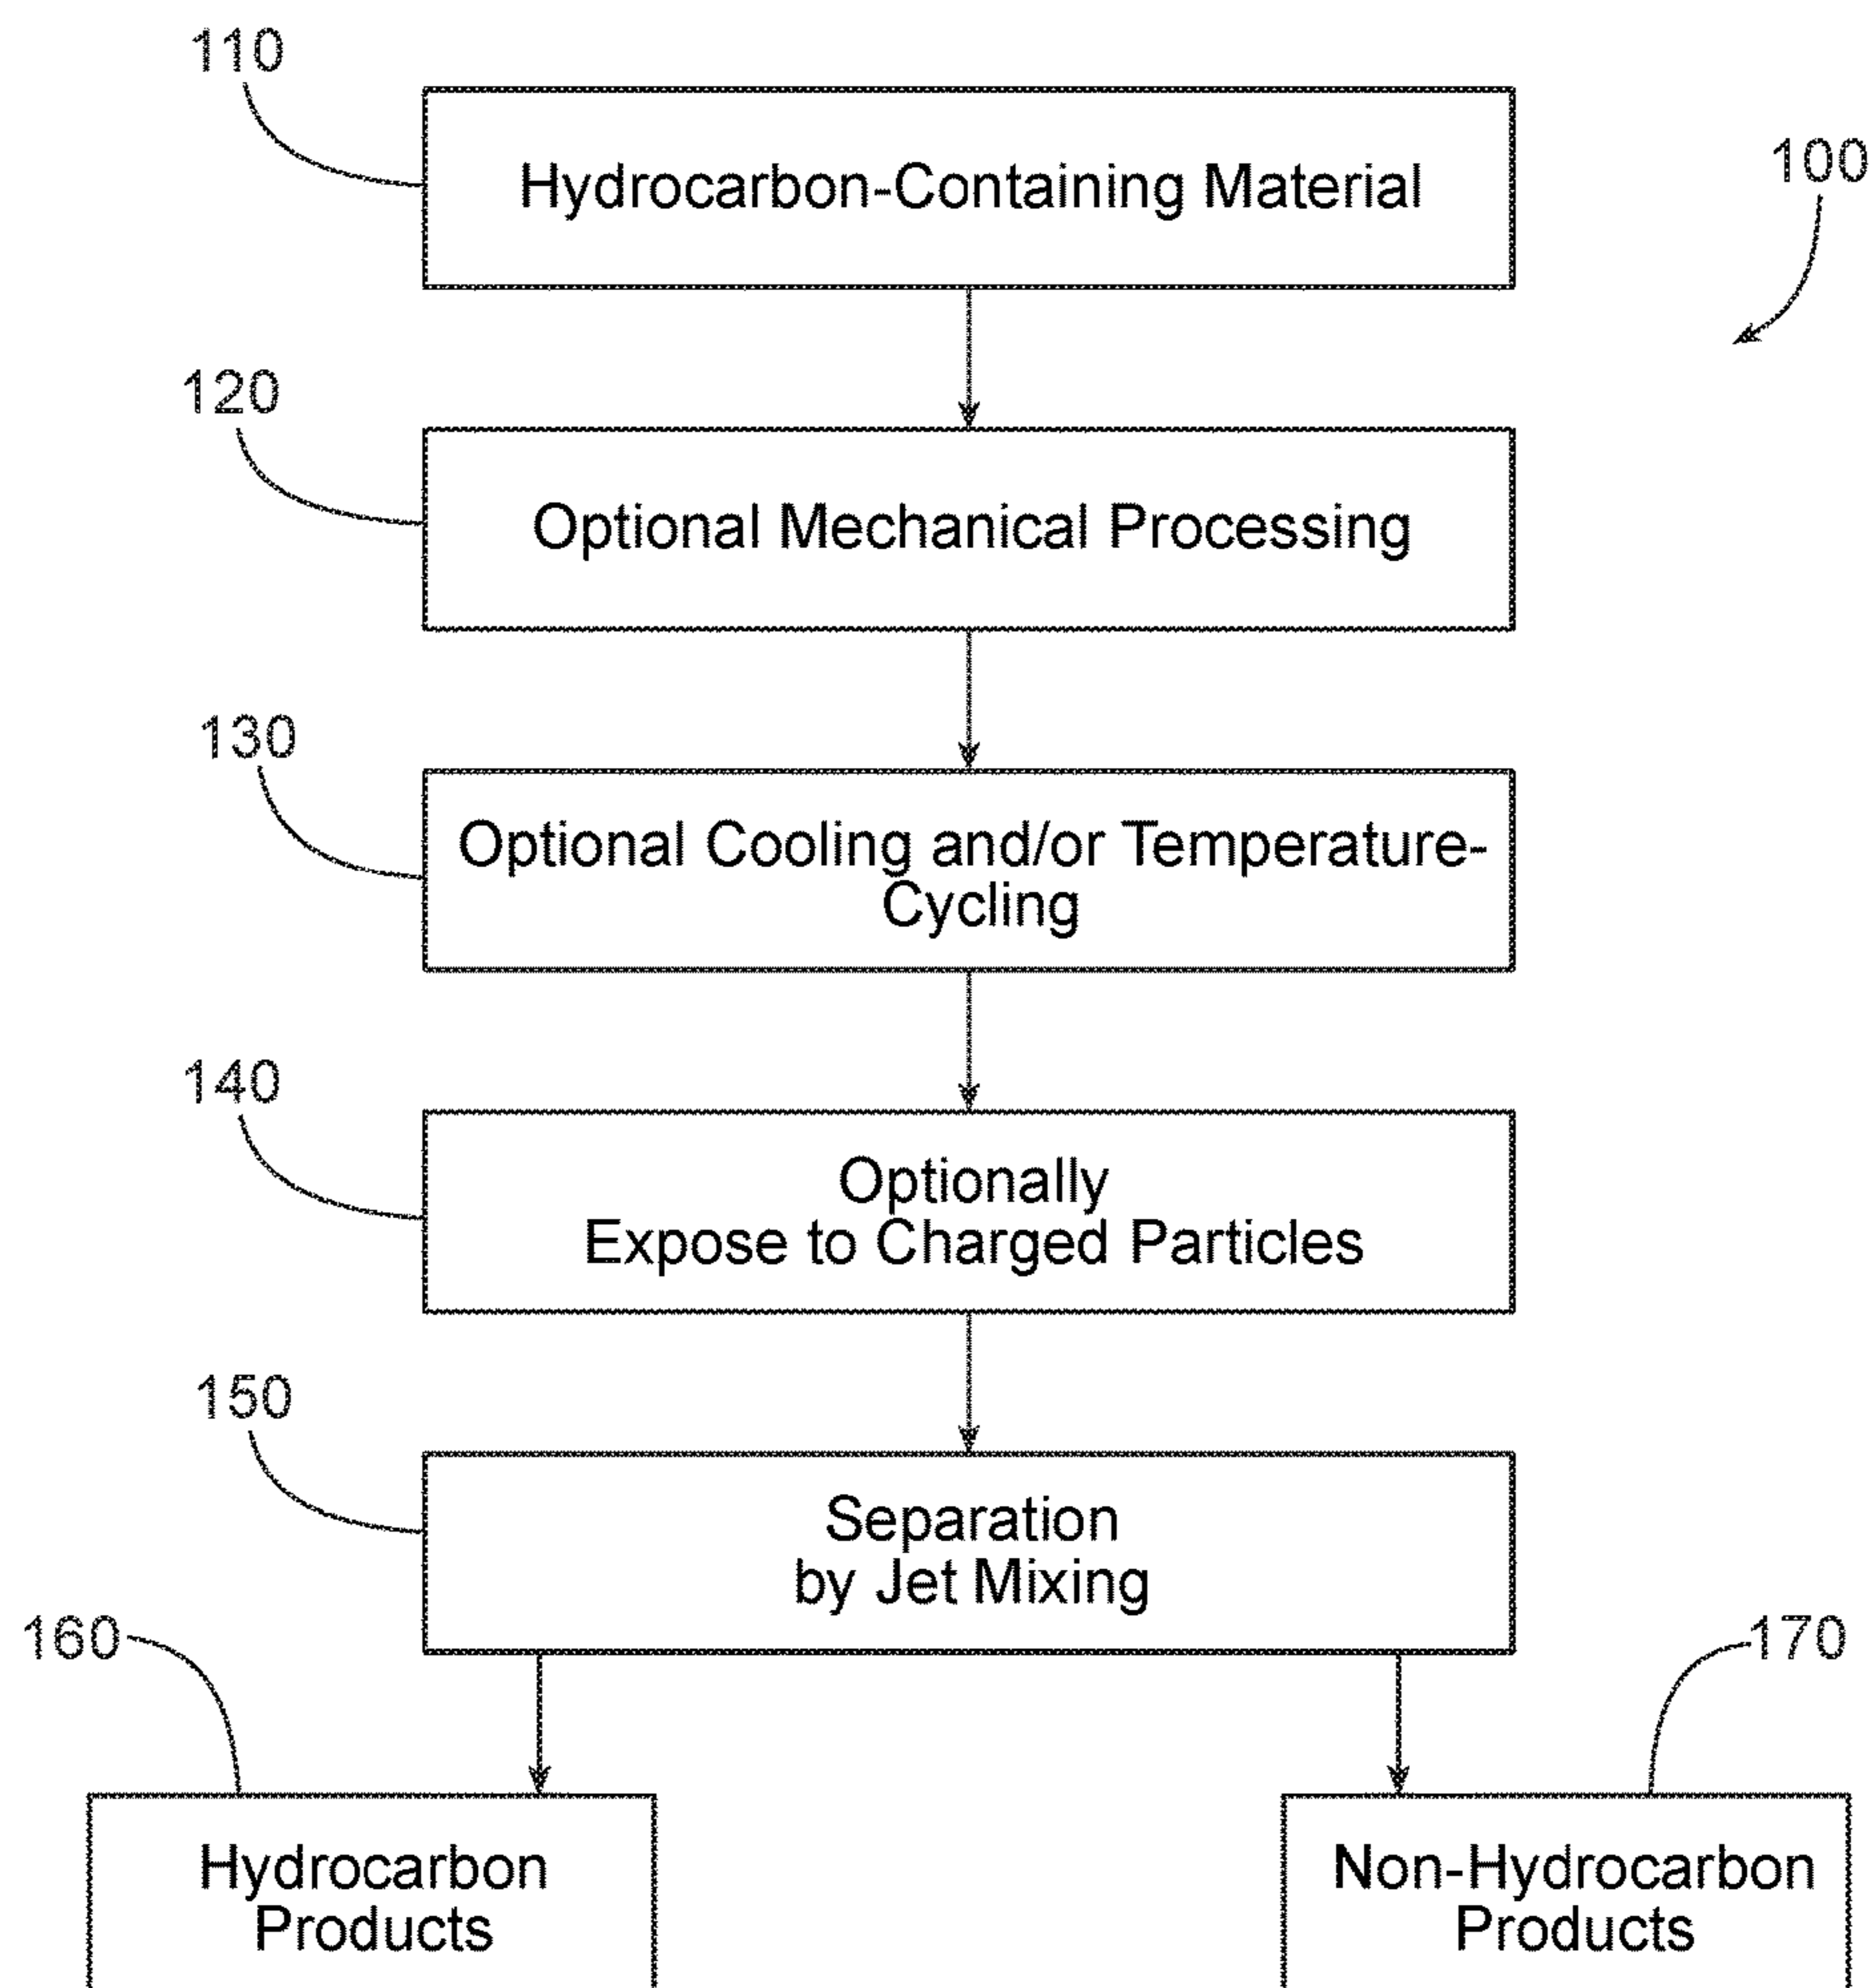 110
Hydrocarbon-Containing Material
100
120
Optional Mechanical Processing
130
Optional Cooling and/or Temperature-
Cycling
140
Optionally
Expose to Charged Particles
150
Separation
by Jet Mixing
160
170
Hydrocarbon
Products
Non-Hydrocarbon
Products